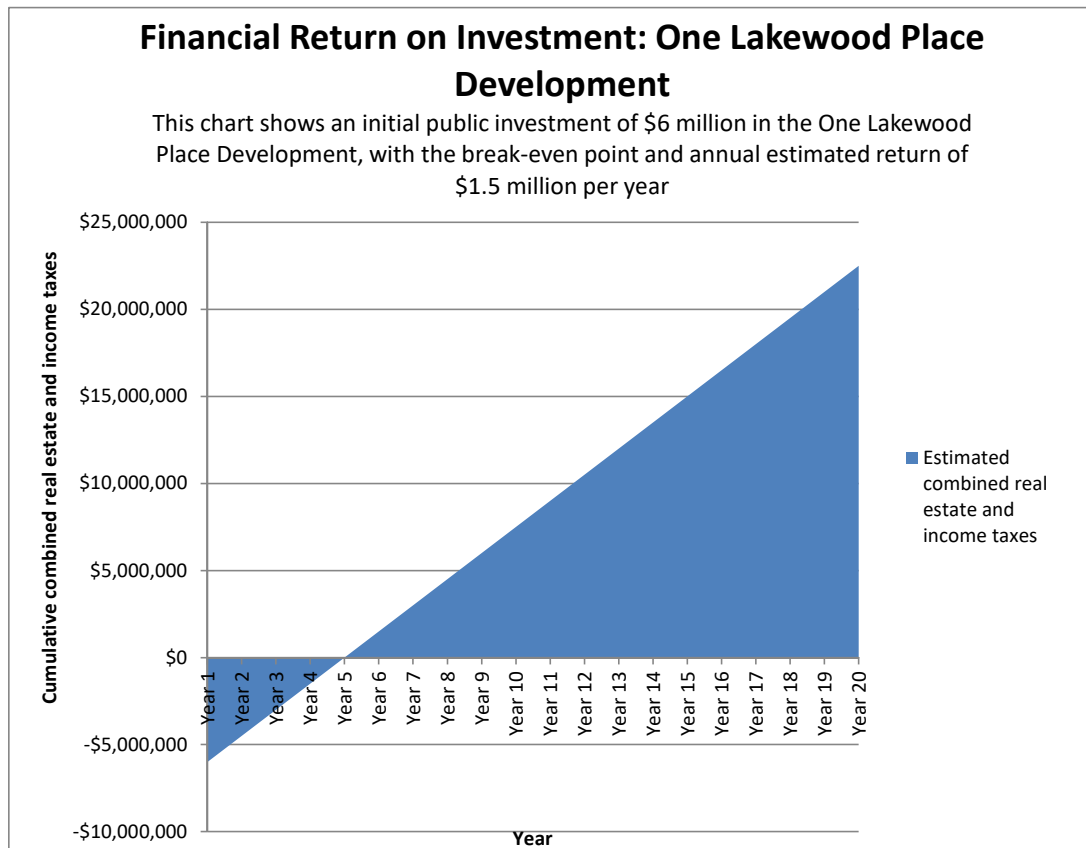 Financial Return on Investment: One Lakewood Place
Development
This chart shows an initial public investment of $6 million in the One Lakewood
Place Development, with the break-even point and annual estimated return of
$1.5 million per year
Cumulative combined real estate and income taxes
$25,000,000
$20,000,000
$15,000,000
$10,000,000
$5,000,000
$0
-$5,000,000
-$10,000,000
Year 1
Year 2
Year 3
Year 4
Year 5
Year 6
Year 7
Year 8
Year 9
Year 10
Year 11
Year 12
Year 13
Year 14
Year 15
Year 16
Year 17
Year 18
Year 19
Year 20
Year
Estimated
combined real
estate and
income taxes